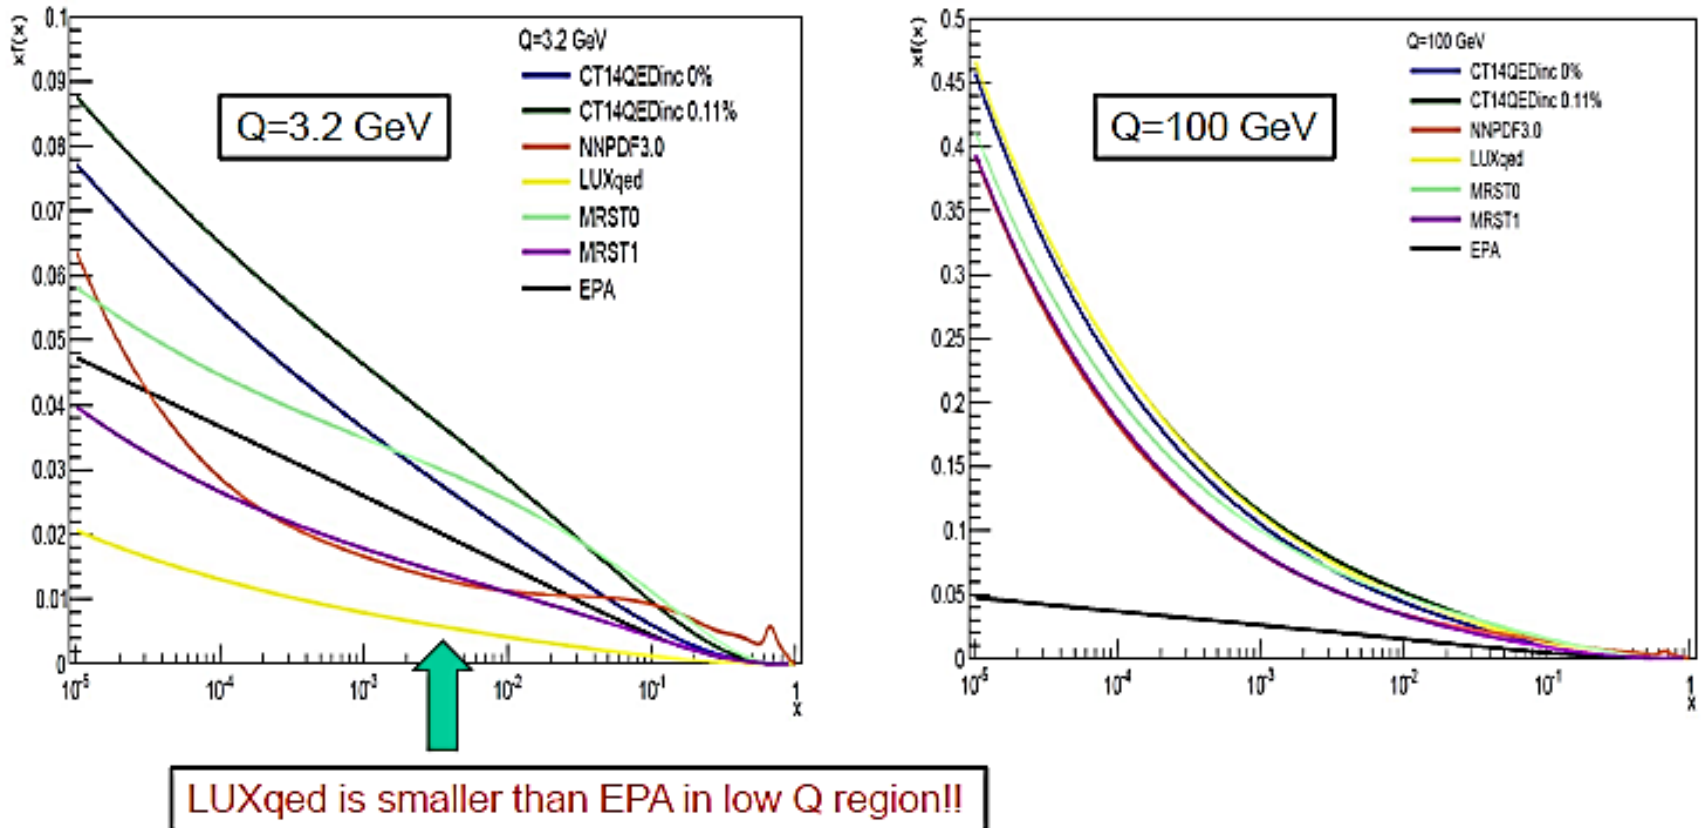 xf(x)
0.1
0.09
0.08
0.07
0.06
0.05
0.04
0.03
0.02
0.01
0
Q=3.2 GeV
CT14QEDinc 0%
CT14QEDinc 0.11%
NNPDF3.0
LUXqed
MRST0
MRST1
EPA
Q=3.2 GeV
10⁻⁵ 10⁻⁴ 10⁻³ 10⁻² 10⁻¹ 1
x
xf(x)
0.5
0.45
0.4
0.35
0.3
0.25
0.2
0.15
0.1
0.05
0
Q=100 GeV
CT14QEDinc 0%
CT14QEDinc 0.11%
NNPDF3.0
LUXqed
MRST0
MRST1
EPA
Q=100 GeV
10⁻⁵ 10⁻⁴ 10⁻³ 10⁻² 10⁻¹ 1
x
LUXqed is smaller than EPA in low Q region!!